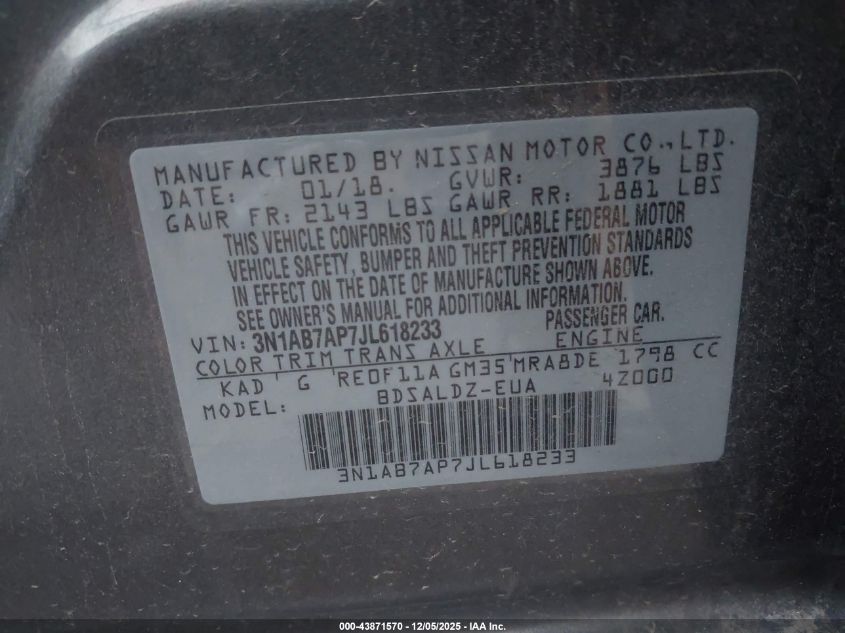 MANUFACTURED BY NISSAN MOTOR CO.,LTD.
DATE: 01/18. GVWR: 3876 LBS
GAWR FR: 2143 LBS GAWR RR: 1881 LBS
THIS VEHICLE CONFORMS TO ALL APPLICABLE FEDERAL MOTOR
VEHICLE SAFETY, BUMPER AND THEFT PREVENTION STANDARDS
IN EFFECT ON THE DATE OF MANUFACTURE SHOWN ABOVE.
SEE OWNER'S MANUAL FOR ADDITIONAL INFORMATION.
VIN: 3N1AB7AP7JL618233 PASSENGER CAR.
COLOR TRIM TRANS AXLE ENGINE
KAD G RE0F11A GM35 MRA8DE 1798 CC
MODEL: BDSALDZ-EUA 4Z000
3N1AB7AP7JL618233
000-43871570 - 12/05/2025 - IAA Inc.